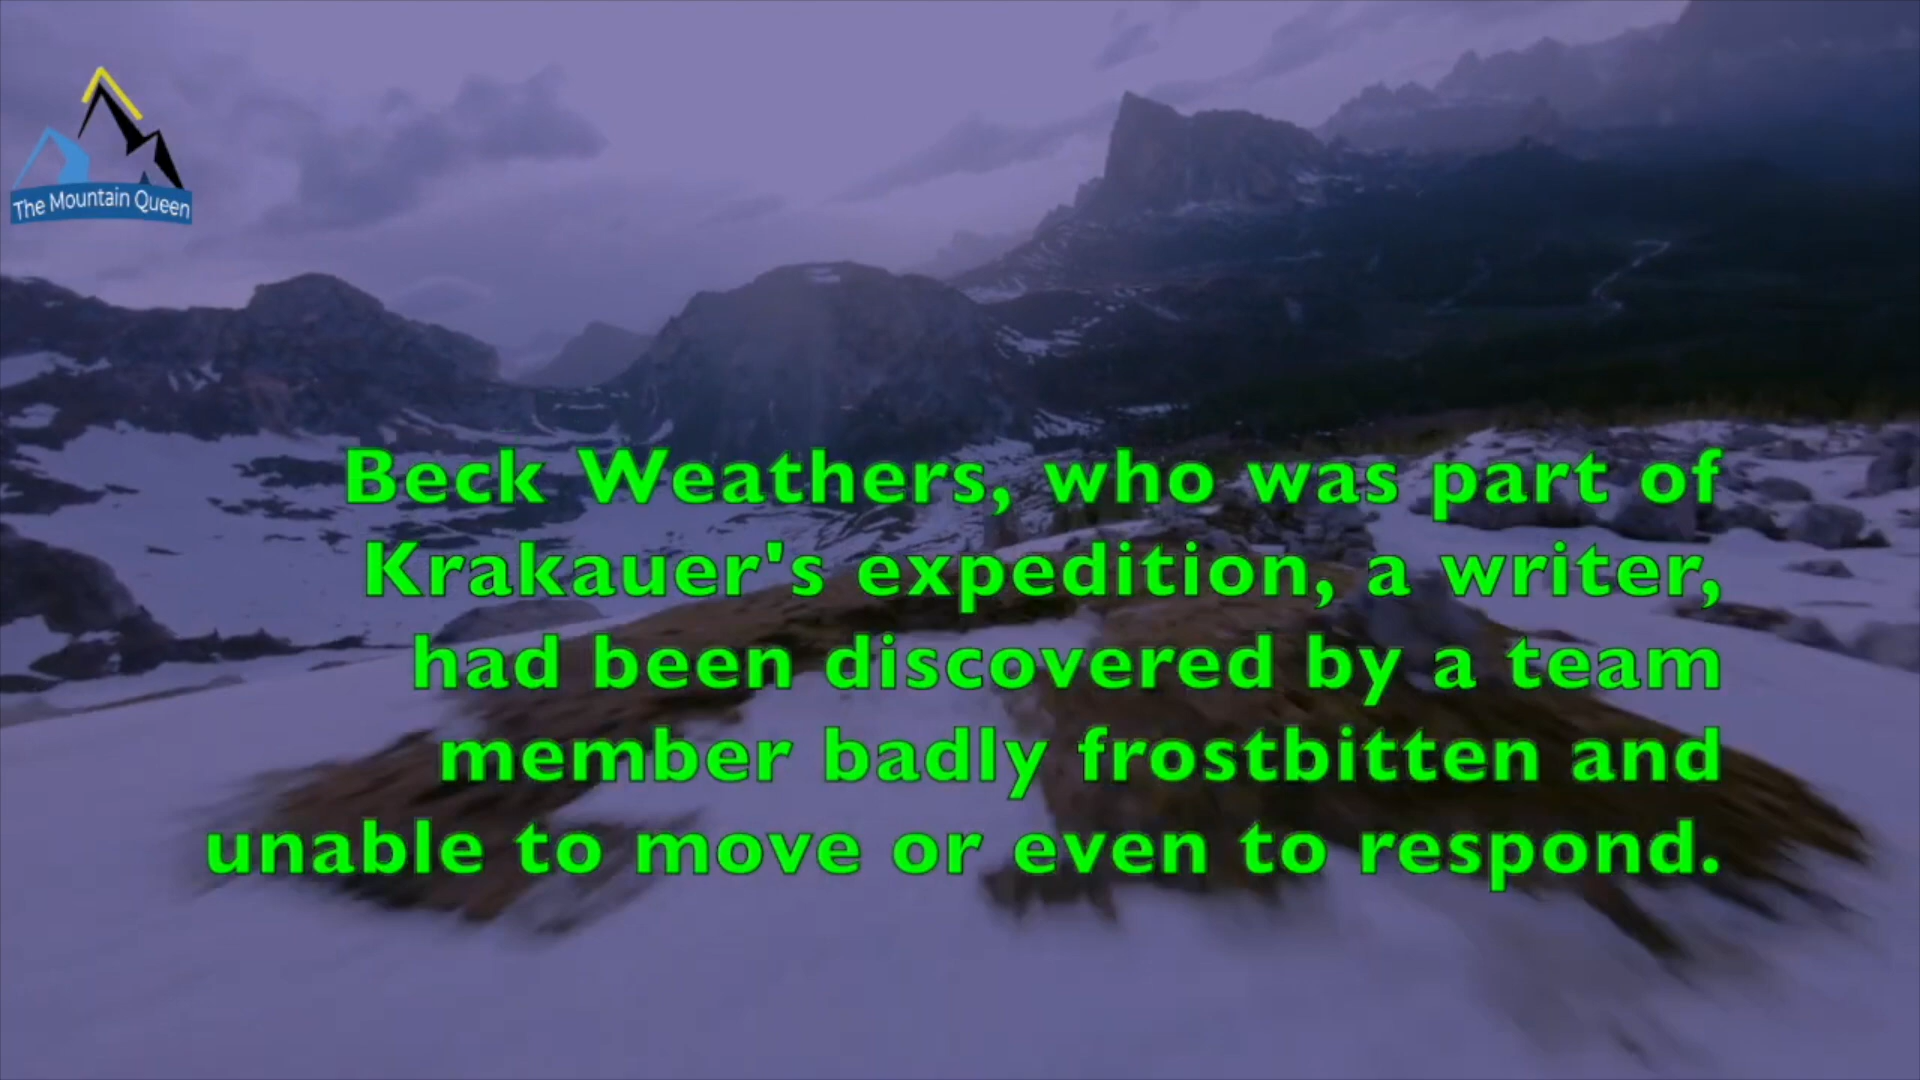 The Mountain Queen
Beck Weathers, who was part of
Krakauer's expedition, a writer,
had been discovered by a team
member badly frostbitten and
unable to move or even to respond.